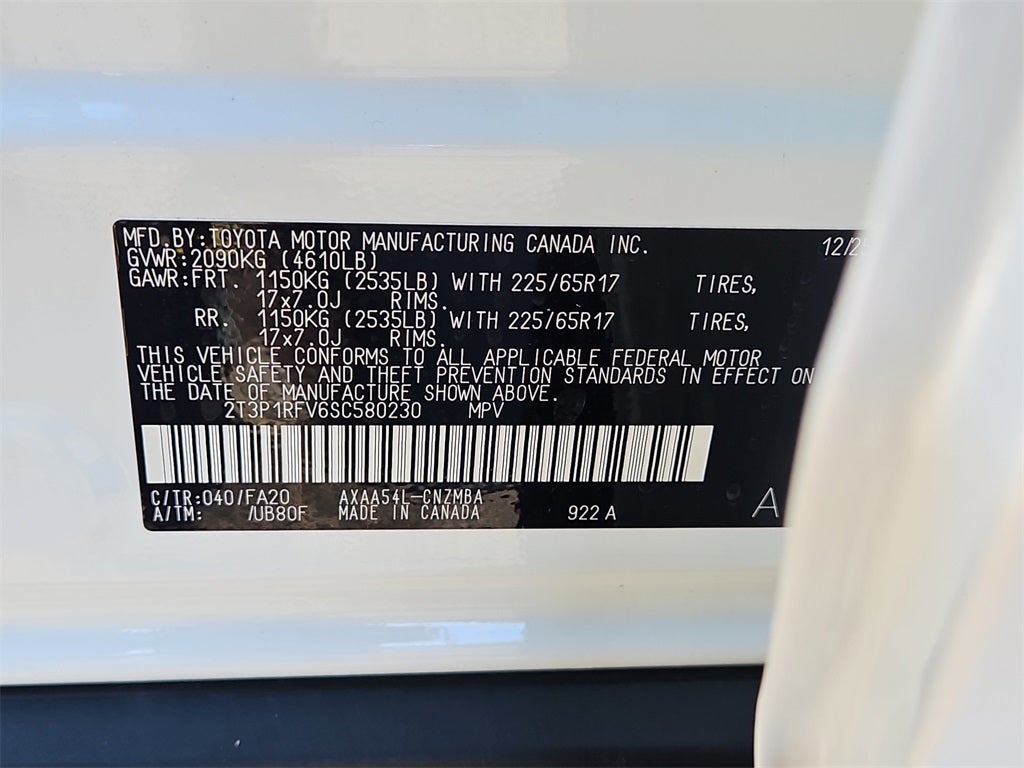 MFD.BY:TOYOTA MOTOR MANUFACTURING CANADA INC. 12/25
GVWR:2090KG (4610LB)
GAWR:FRT. 1150KG (2535LB) WITH 225/65R17 TIRES,
17x7.0J RIMS.
RR. 1150KG (2535LB) WITH 225/65R17 TIRES,
17x7.0J RIMS.
THIS VEHICLE CONFORMS TO ALL APPLICABLE FEDERAL MOTOR
VEHICLE SAFETY AND THEFT PREVENTION STANDARDS IN EFFECT ON
THE DATE OF MANUFACTURE SHOWN ABOVE.
2T3P1RFV6SC580230 MPV
C/TR:040/FA20 AXAA54L-CNZMBA
A/TM: /UB80F MADE IN CANADA 922 A A